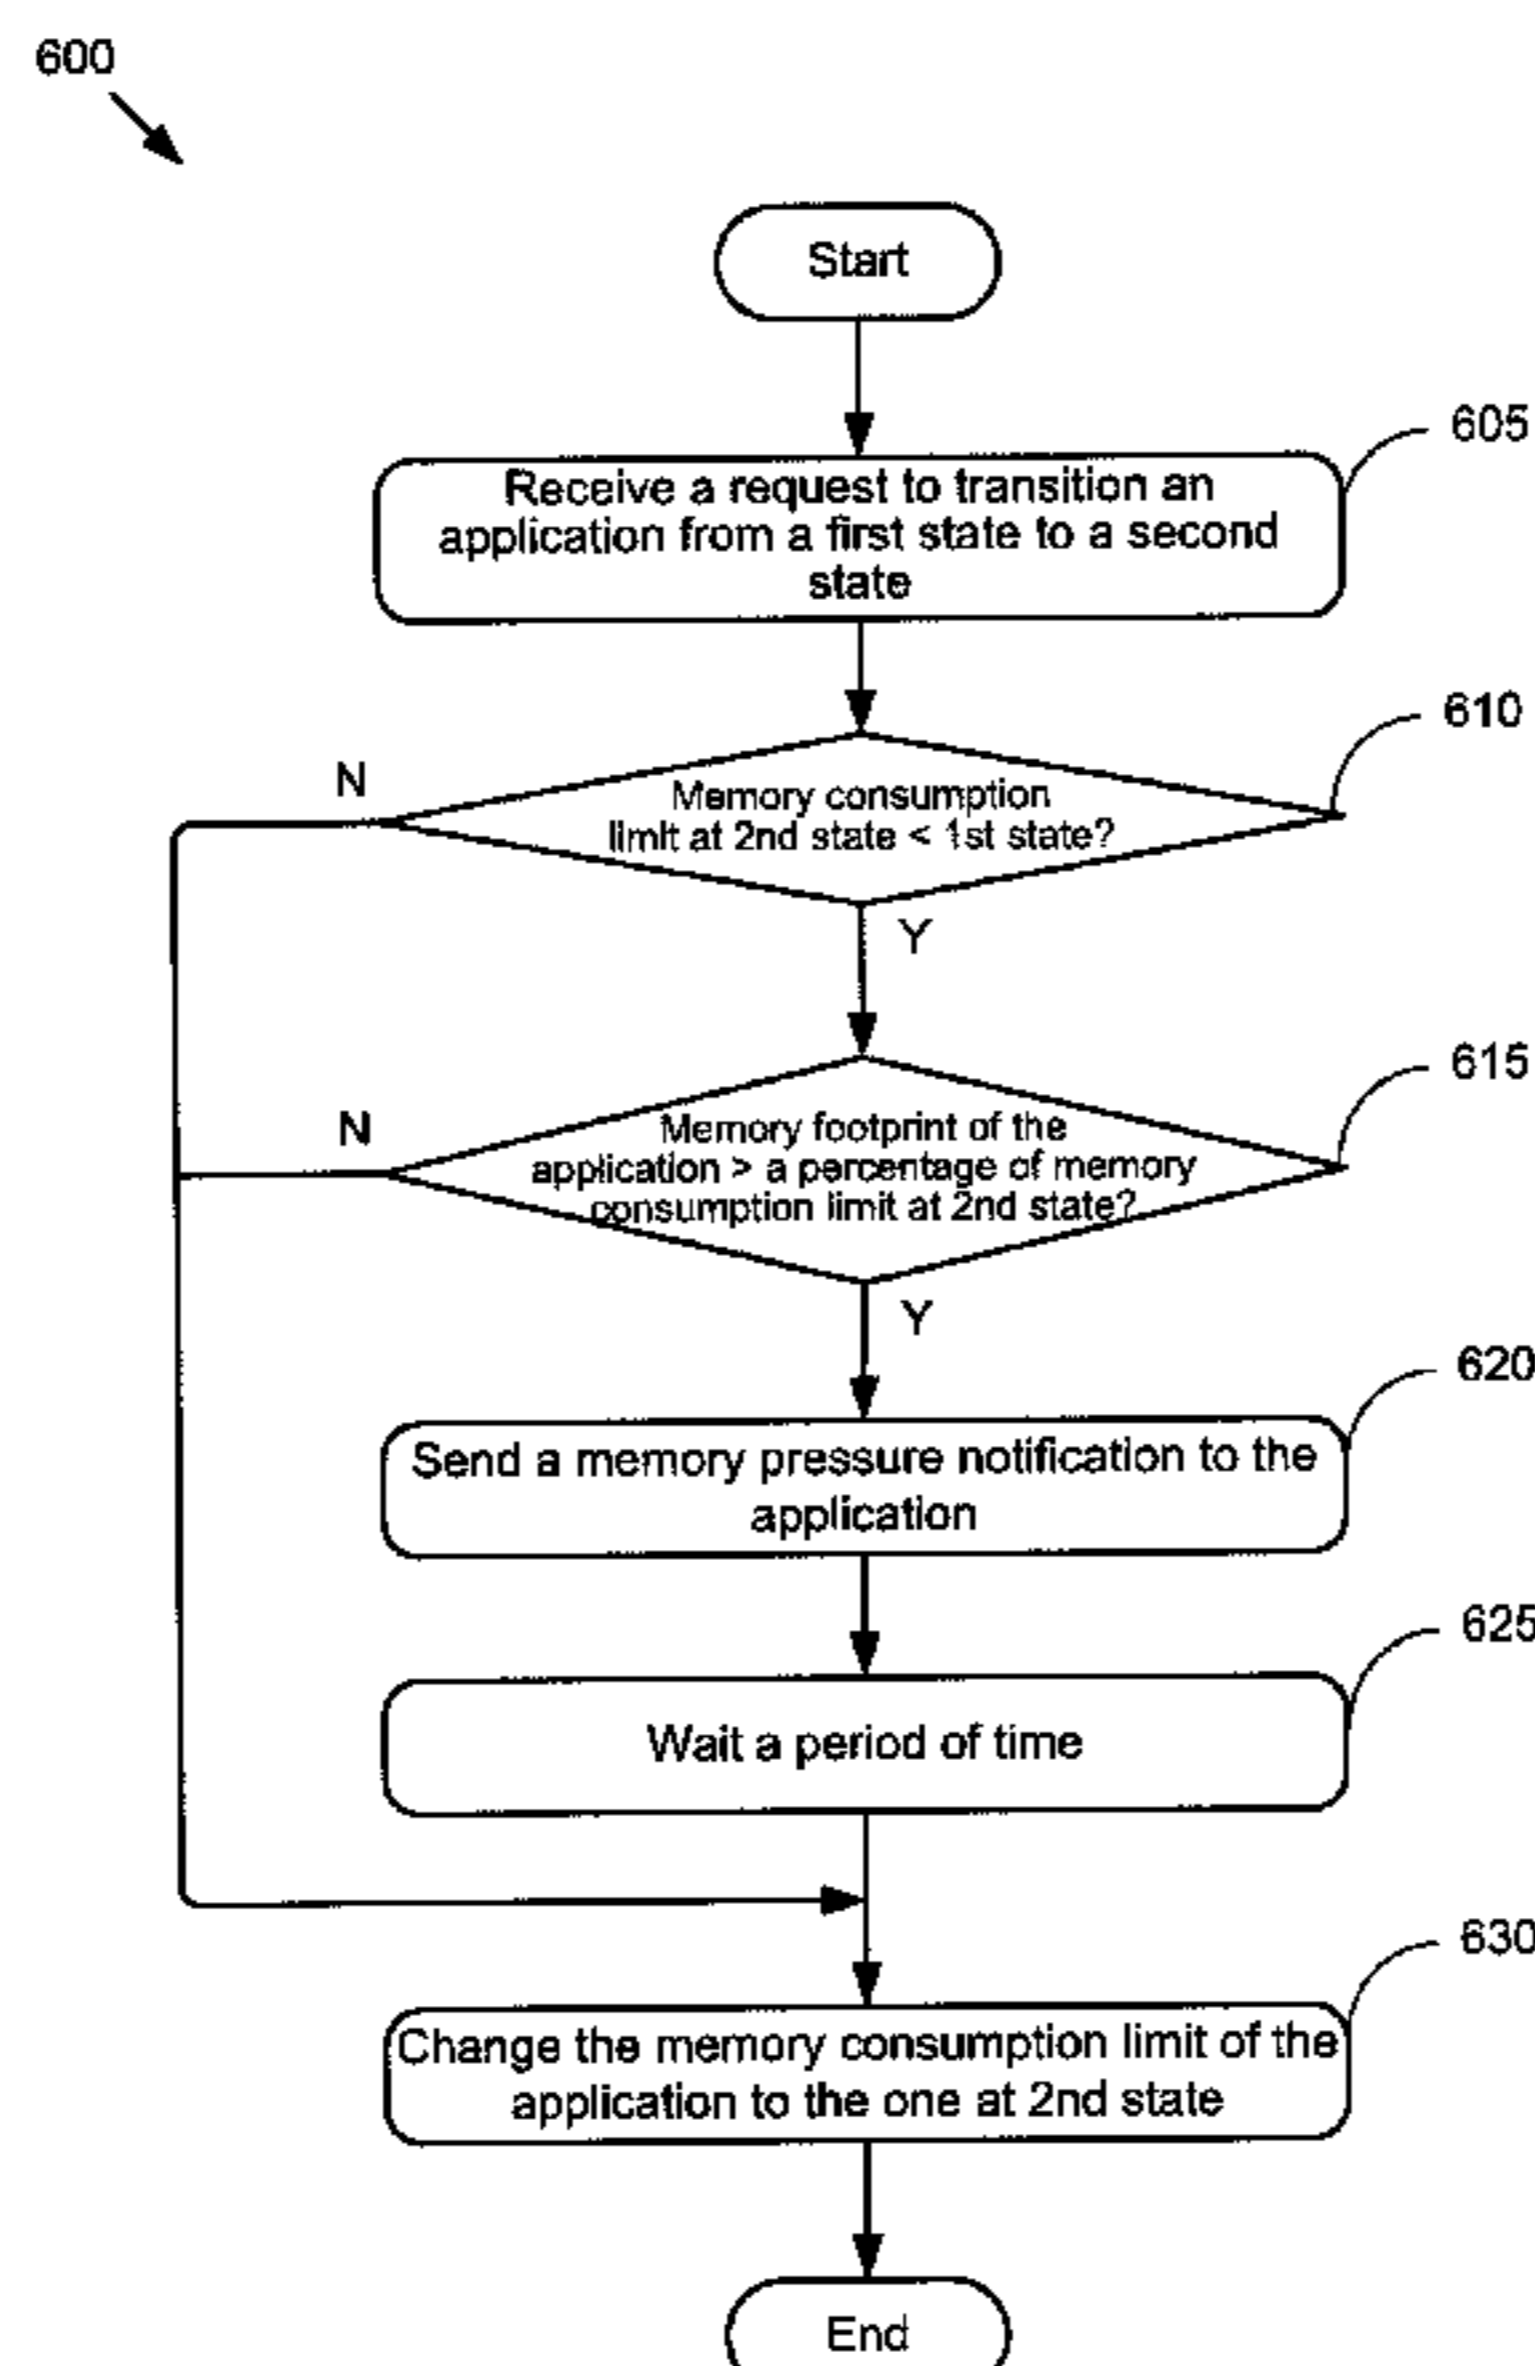 600
Start
605
Receive a request to transition an
application from a first state to a second
state
610
N
Memory consumption
limit at 2nd state < 1st state?
Y
615
N
Memory footprint of the
application > a percentage of memory
consumption limit at 2nd state?
Y
620
Send a memory pressure notification to the
application
625
Wait a period of time
630
Change the memory consumption limit of the
application to the one at 2nd state
End